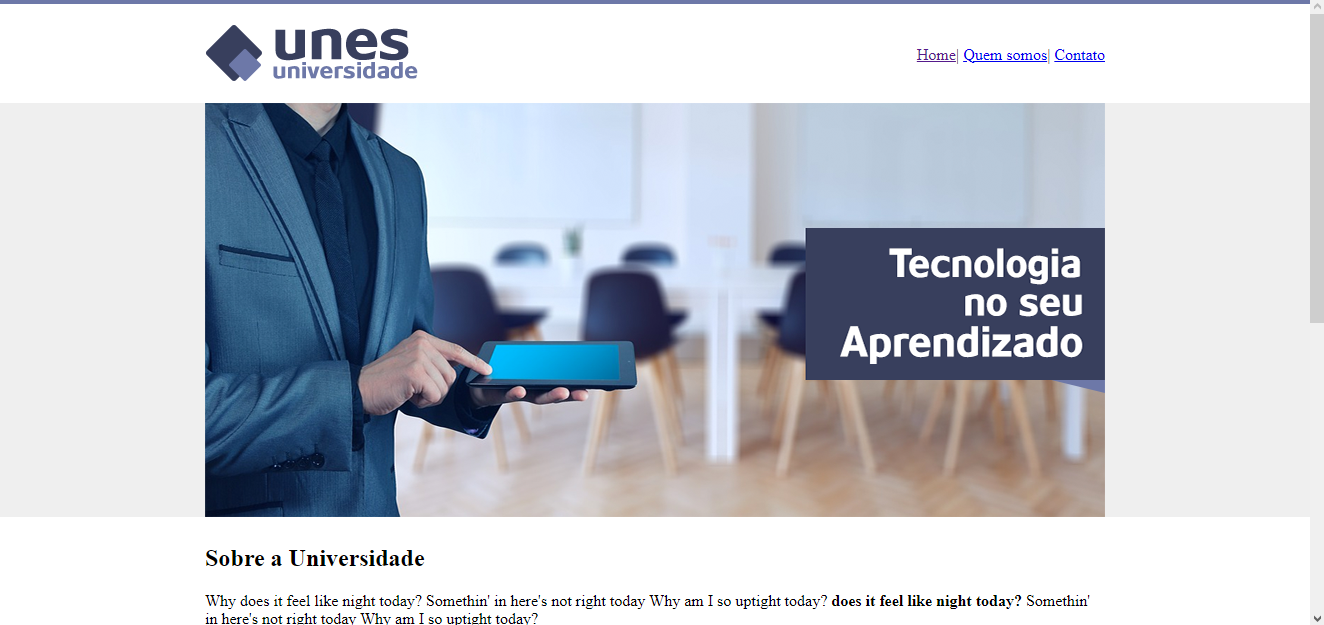 unes
universidade
Home| Quem somos| Contato
Tecnologia
no seu
Aprendizado
Sobre a Universidade
Why does it feel like night today? Somethin' in here's not right today Why am I so uptight today? does it feel like night today? Somethin'
in here's not right today Why am I so uptight today?